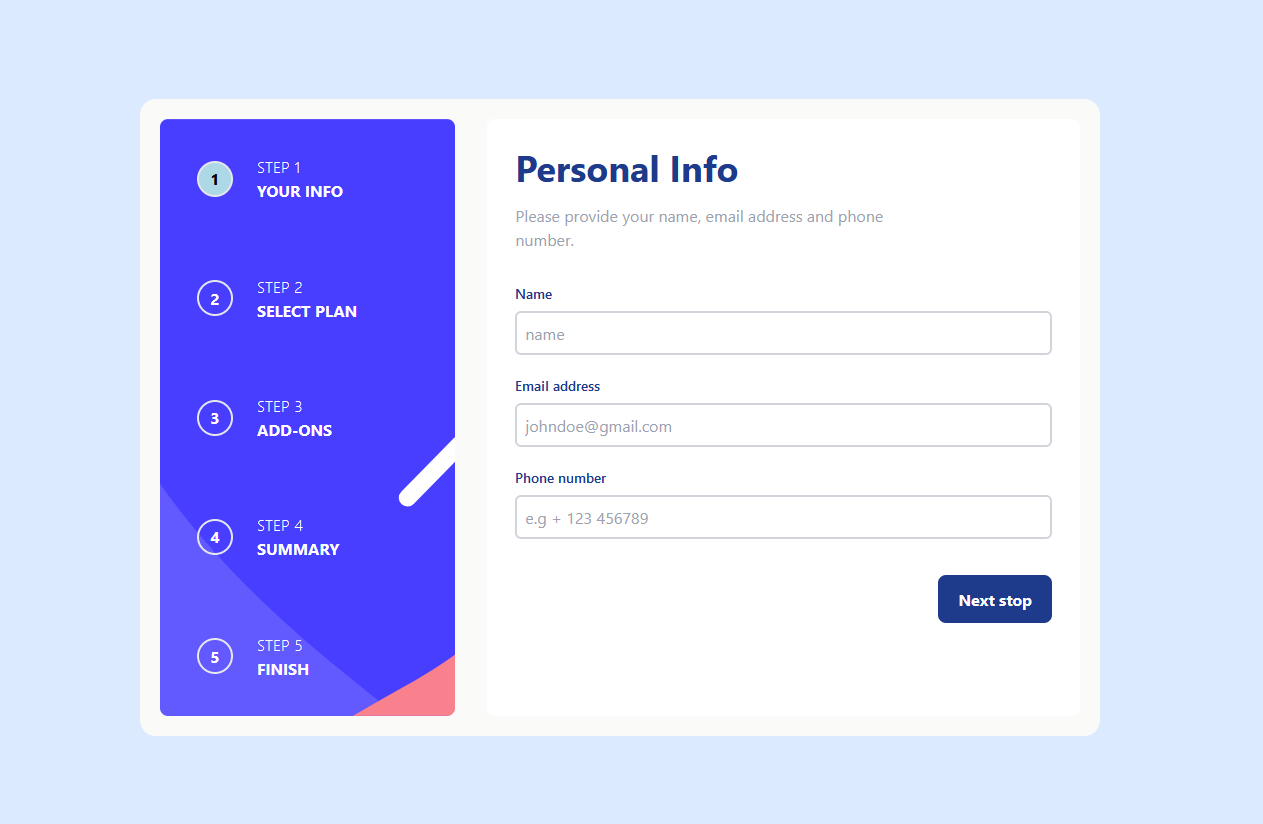 1
STEP 1
YOUR INFO
2
STEP 2
SELECT PLAN
3
STEP 3
ADD-ONS
4
STEP 4
SUMMARY
5
STEP 5
FINISH
Personal Info
Please provide your name, email address and phone
number.
Name
name
Email address
johndoe@gmail.com
Phone number
e.g + 123 456789
Next stop